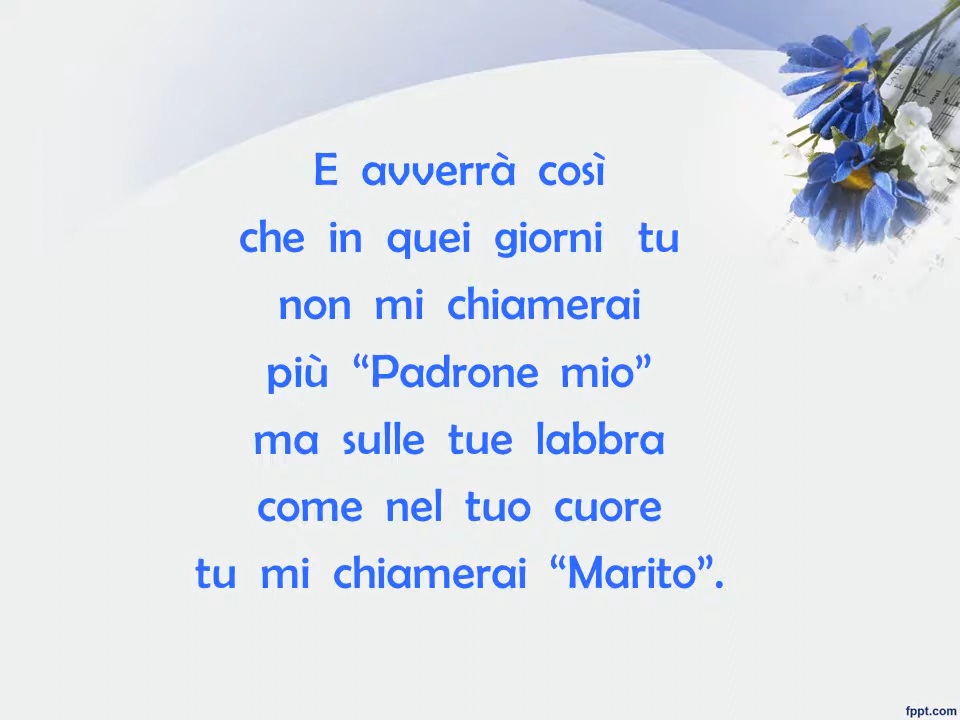 E avverrà così
che in quei giorni tu
non mi chiamerai
più “Padrone mio”
ma sulle tue labbra
come nel tuo cuore
tu mi chiamerai “Marito”.
fppt.com